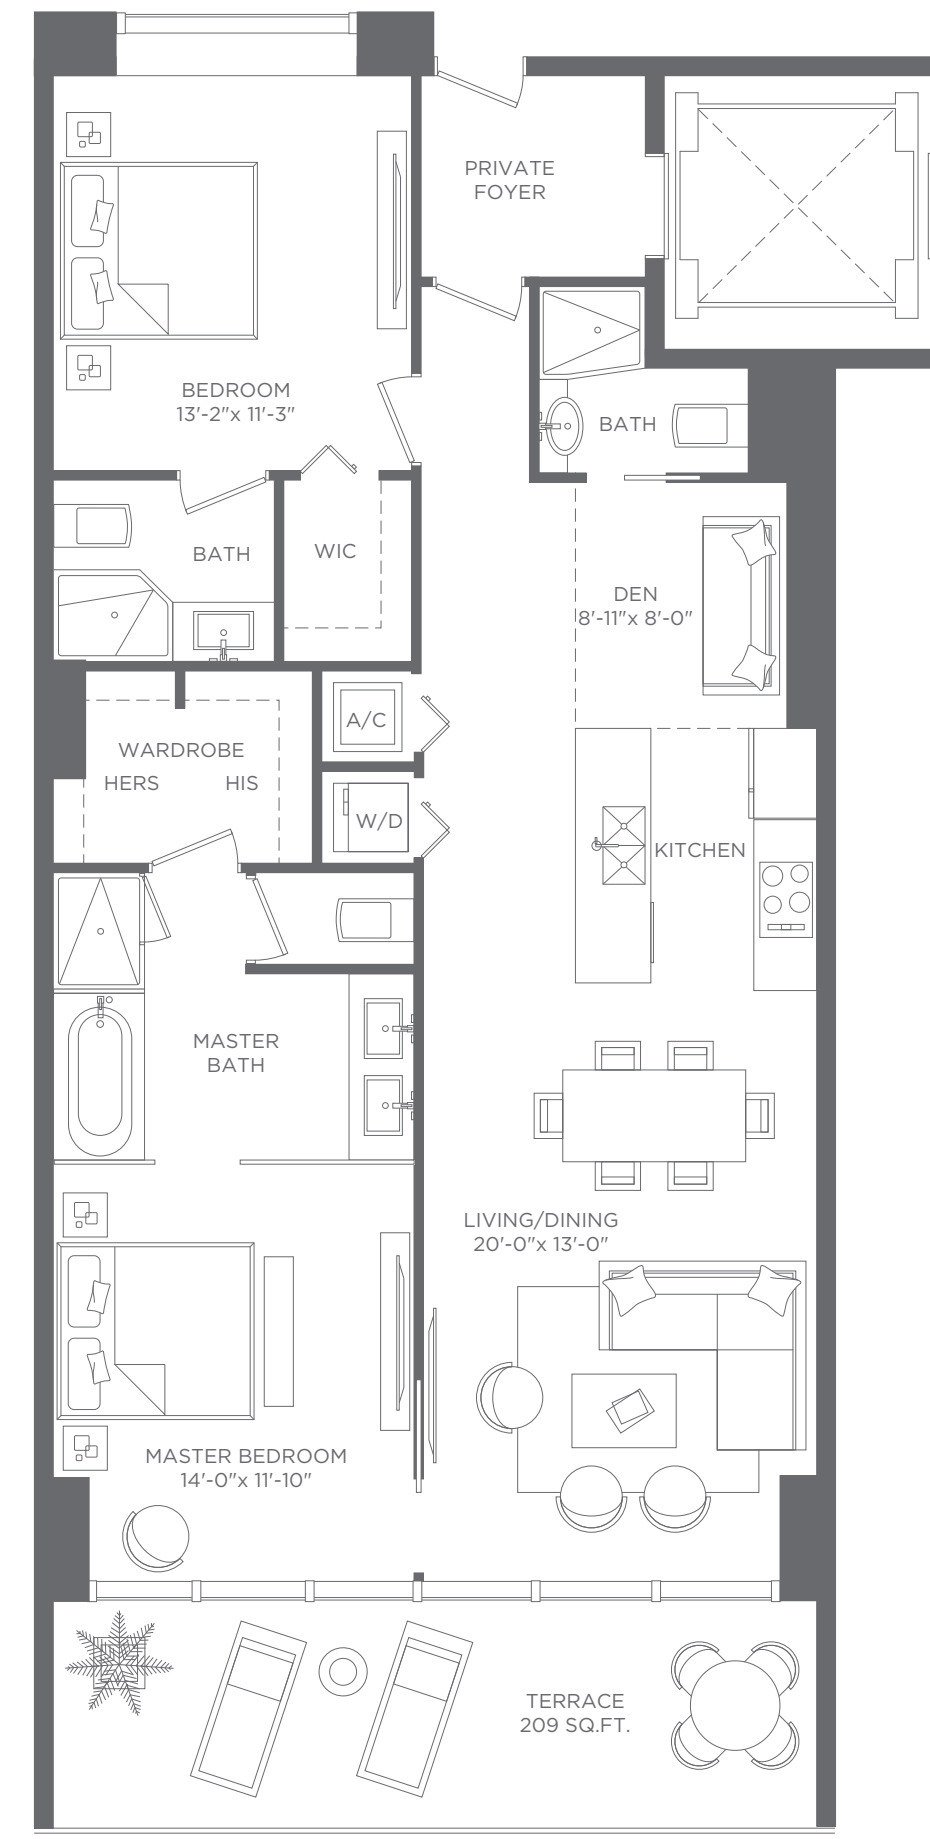 PRIVATE
FOYER
BEDROOM
13'-2"x 11'-3"
BATH
BATH
WIC
DEN
8'-11"x 8'-0"
A/C
WARDROBE
HERS HIS
W/D
KITCHEN
MASTER
BATH
LIVING/DINING
20'-0"x 13'-0"
MASTER BEDROOM
14'-0"x 11'-10"
TERRACE
209 SQ.FT.